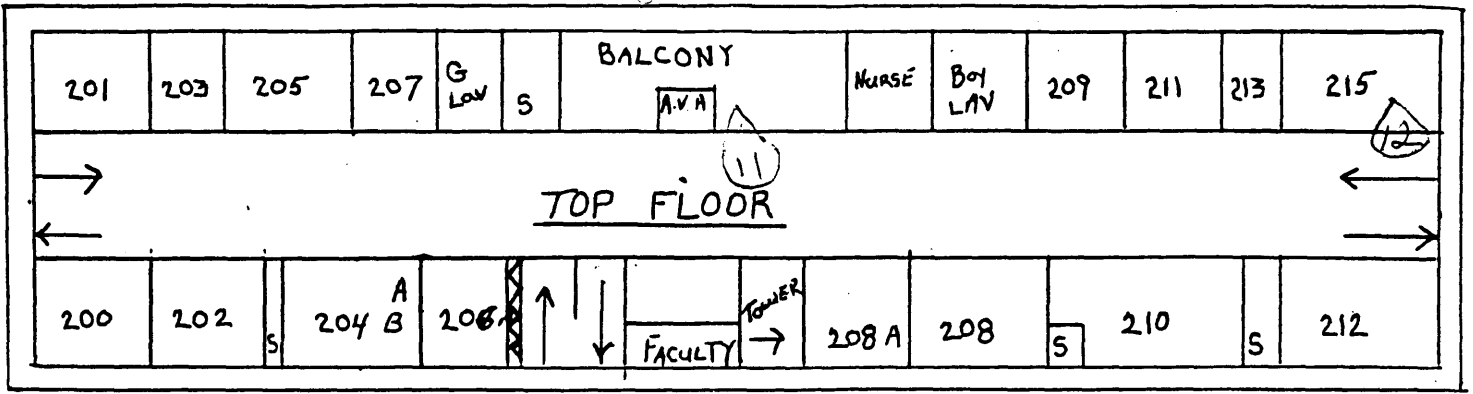 201 203 205 207 G LAV S BALCONY A.V.A NURSE BOY LAV 209 211 213 215
11 12
TOP FLOOR
200 202 S 204 A B 206 FACULTY TOWER 208A 208 S 210 S 212